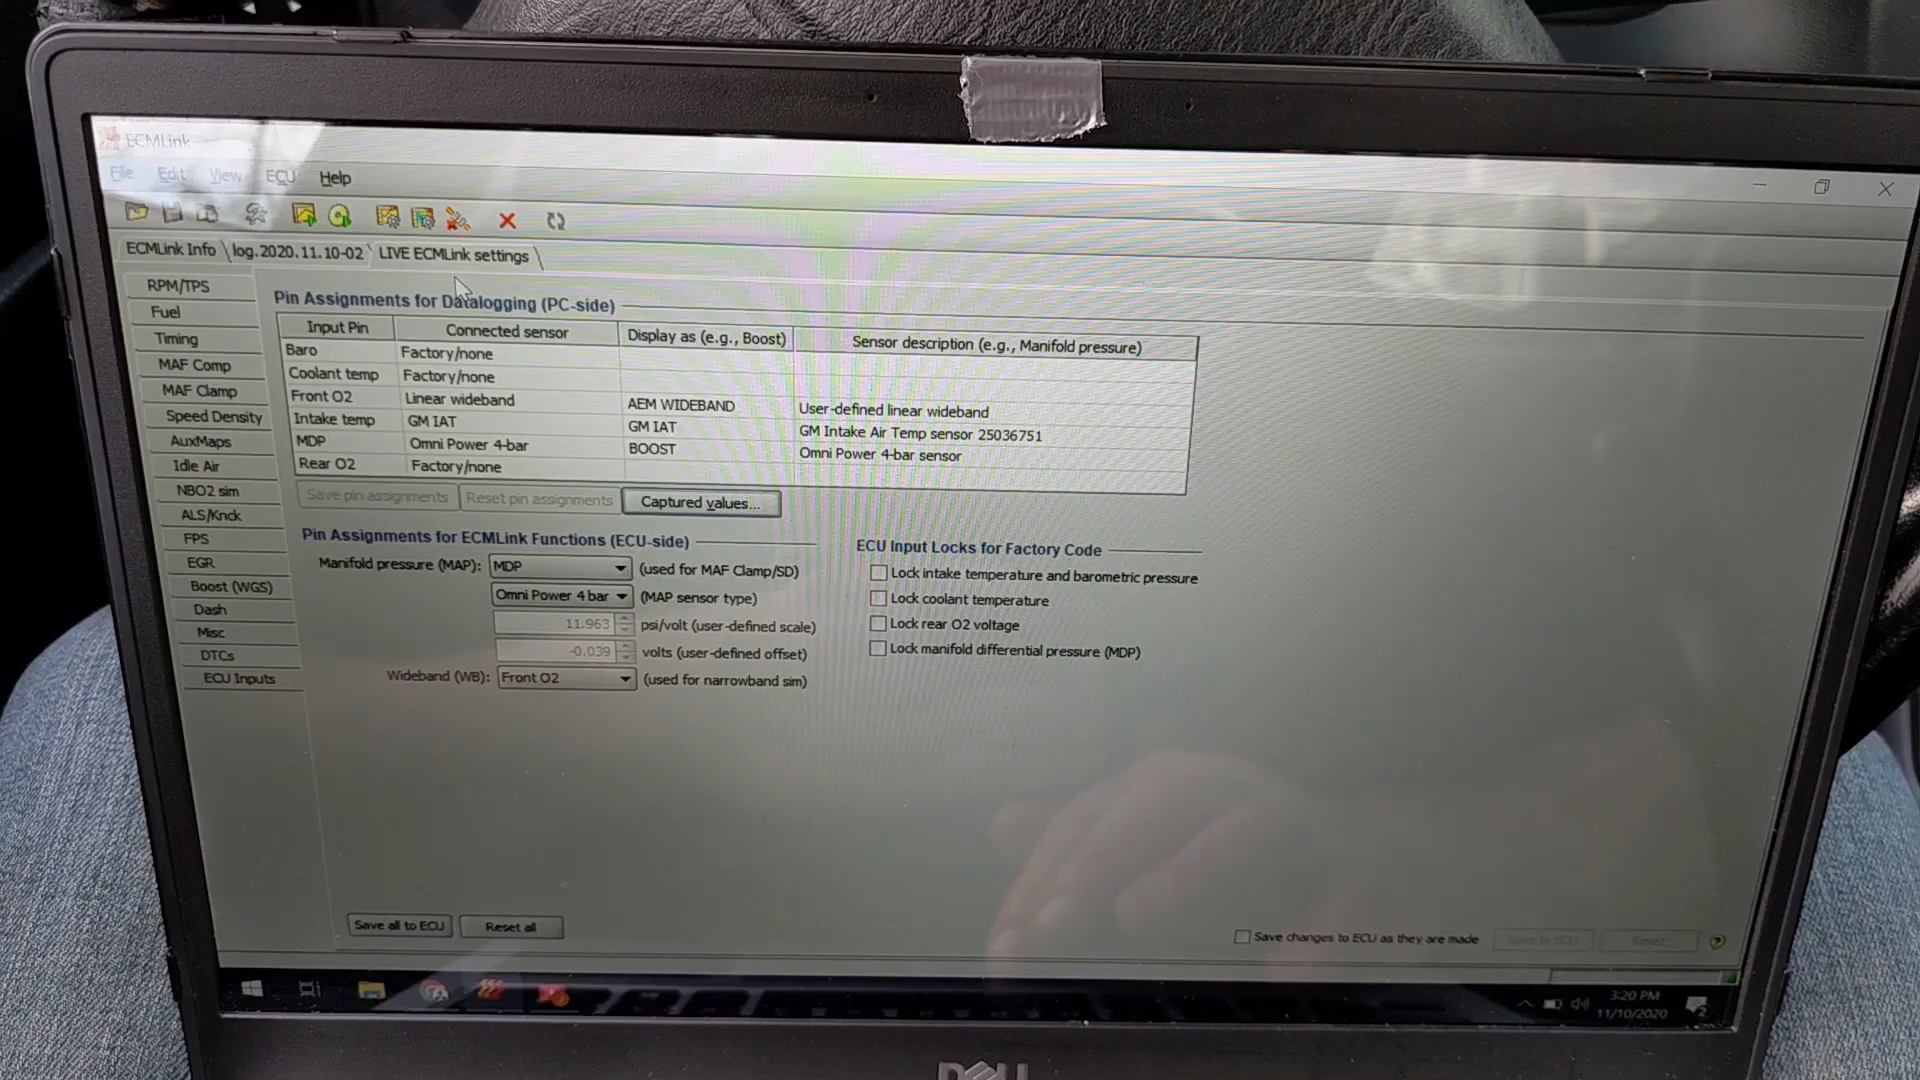 ECMLink
File Edit View ECU Help
ECMLink Info log.2020.11.10-02 LIVE ECMLink settings
RPM/TPS
Fuel
Timing
MAF Comp
MAF Clamp
Speed Density
AuxMaps
Idle Air
NBO2 sim
ALS/Knck
FPS
EGR
Boost (WGS)
Dash
Misc
DTCs
ECU Inputs
Pin Assignments for Datalogging (PC-side)
Input Pin Connected sensor Display as (e.g., Boost) Sensor description (e.g., Manifold pressure)
Baro Factory/none
Coolant temp Factory/none
Front O2 Linear wideband AEM WIDEBAND User-defined linear wideband
Intake temp GM IAT GM IAT GM Intake Air Temp sensor 25036751
MDP Omni Power 4-bar BOOST Omni Power 4-bar sensor
Rear O2 Factory/none
Save pin assignments Reset pin assignments Captured values...
Pin Assignments for ECMLink Functions (ECU-side)
Manifold pressure (MAP): MDP (used for MAF Clamp/SD)
Omni Power 4 bar (MAP sensor type)
11.963 psi/volt (user-defined scale)
-0.039 volts (user-defined offset)
Wideband (WB): Front O2 (used for narrowband sim)
ECU Input Locks for Factory Code
Lock intake temperature and barometric pressure
Lock coolant temperature
Lock rear O2 voltage
Lock manifold differential pressure (MDP)
Save all to ECU Reset all
Save changes to ECU as they are made Save to ECU Reset
3:20 PM
11/10/2020
DELL